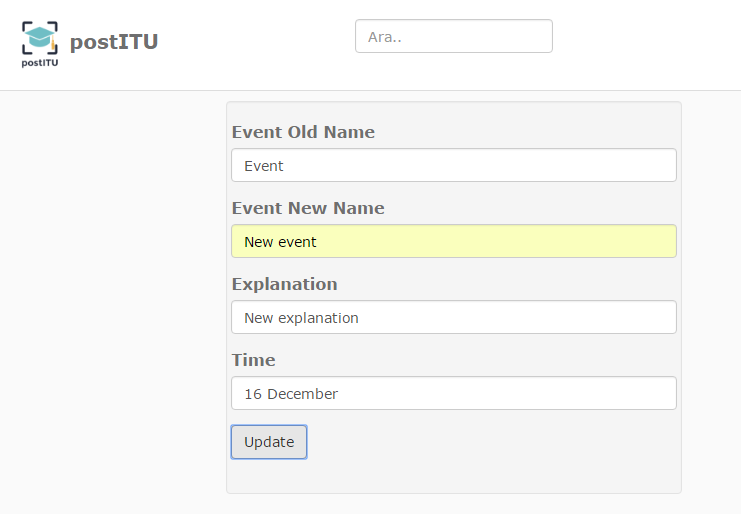 postITU
postITU
Ara..
Event Old Name
Event
Event New Name
New event
Explanation
New explanation
Time
16 December
Update